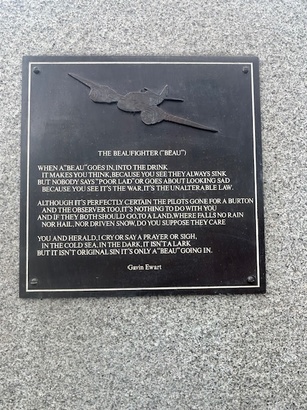 THE BEAUFIGHTER ("BEAU")
WHEN A "BEAU" GOES IN, INTO THE DRINK
IT MAKES YOU THINK, BECAUSE YOU SEE THEY ALWAYS SINK
BUT NOBODY SAYS "POOR LAD" OR GOES ABOUT LOOKING SAD
BECAUSE YOU SEE IT'S THE WAR, IT'S THE UNALTERABLE LAW.
ALTHOUGH IT'S PERFECTLY CERTAIN THE PILOTS GONE FOR A BURTON
AND THE OBSERVER TOO, IT'S NOTHING TO DO WITH YOU
AND IF THEY BOTH SHOULD GO, TO A LAND, WHERE FALLS NO RAIN
NOR HAIL, NOR DRIVEN SNOW, DO YOU SUPPOSE THEY CARE
YOU AND HERALD, I CRY OR SAY A PRAYER OR SIGH
IN THE COLD SEA, IN THE DARK, IT ISN'T A LARK
BUT IT ISN'T ORIGINAL SIN IT'S ONLY A "BEAU" GOING IN.
Gavin Ewart